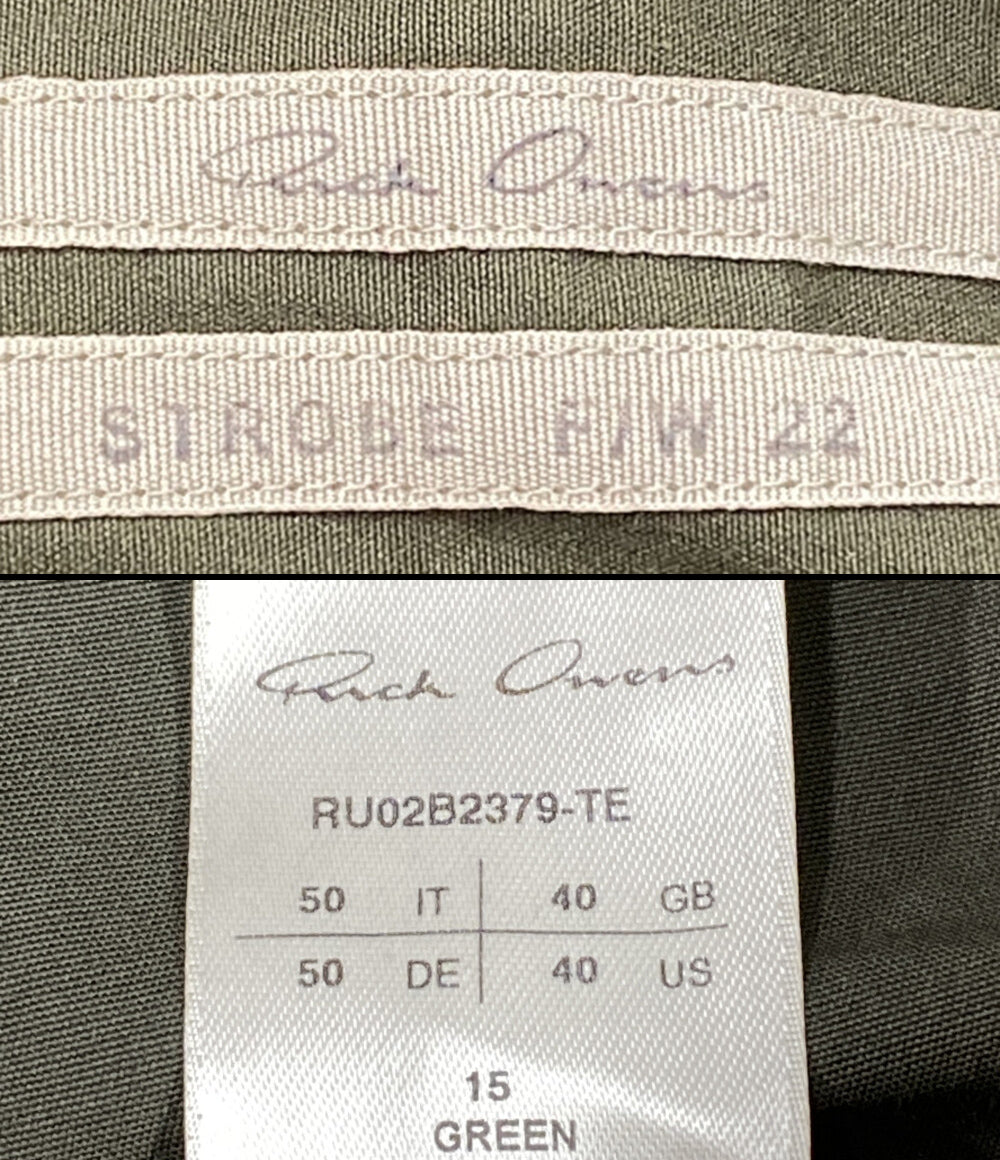 Rick Owens
STROBE F/W 22
Rick Owens
RU02B2379-TE
50 IT 40 GB
50 DE 40 US
15
GREEN